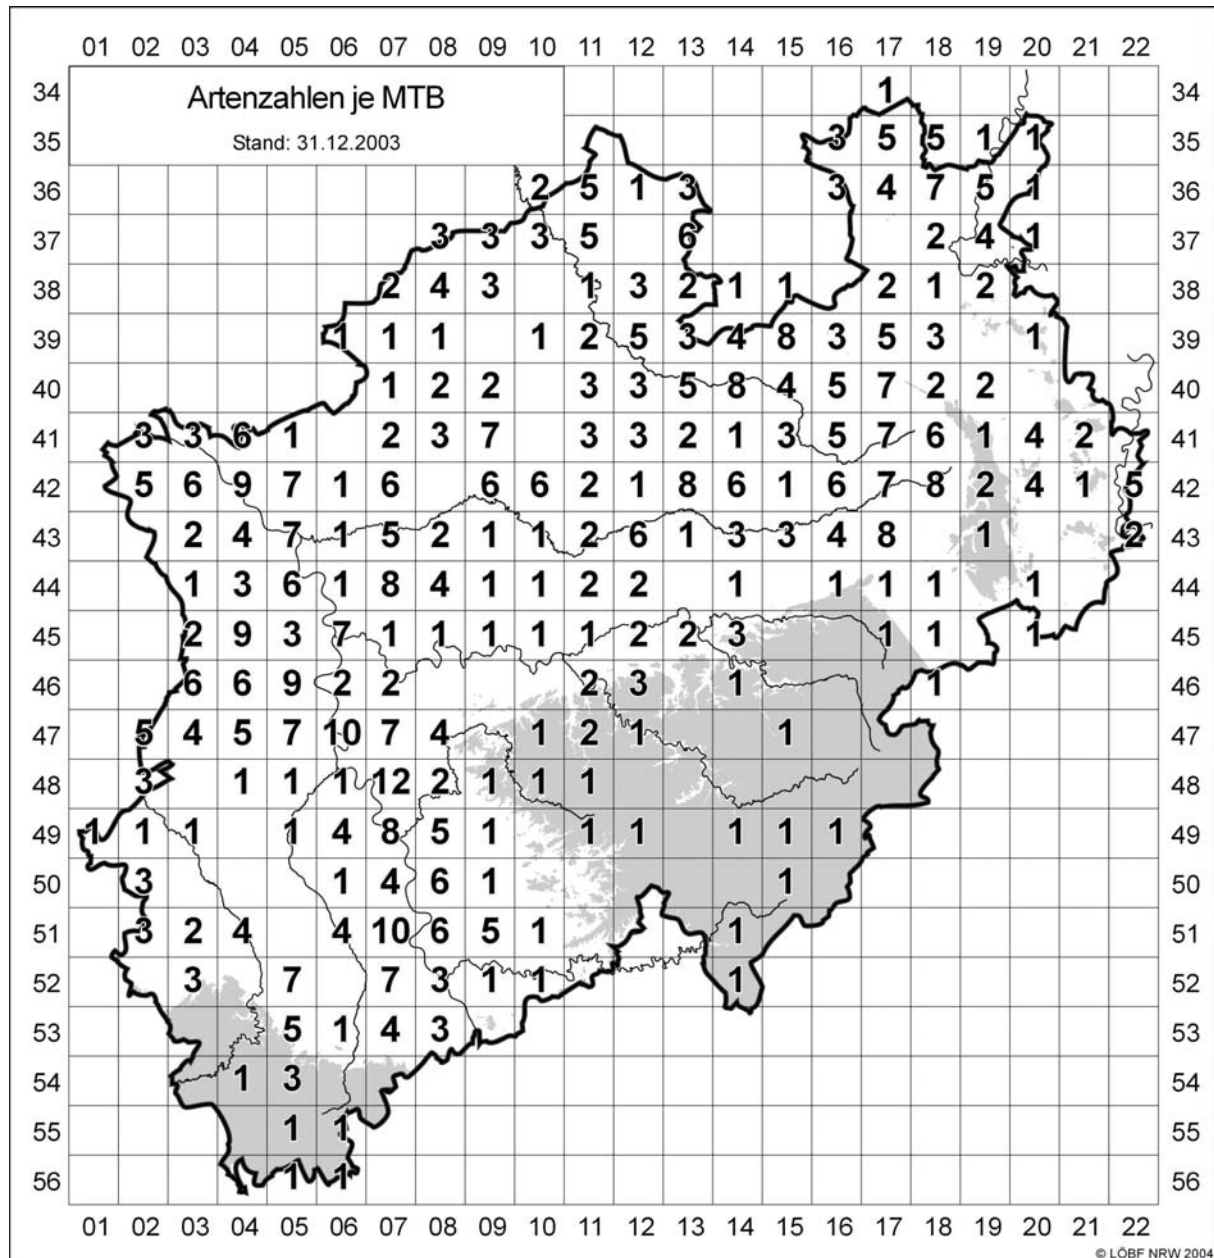 01 02 03 04 05 06 07 08 09 10 11 12 13 14 15 16 17 18 19 20 21 22
Artenzahlen je MTB
Stand: 31.12.2003
34 1 34
35 3 5 5 1 1 35
36 2 5 1 3 3 4 7 5 1 36
37 3 3 3 5 6 2 4 1 37
38 2 4 3 1 3 2 1 1 2 1 2 38
39 1 1 1 1 2 5 3 4 8 3 5 3 1 39
40 1 2 2 3 3 5 8 4 5 7 2 2 40
41 3 3 6 1 2 3 7 3 3 2 1 3 5 7 6 1 4 2 41
42 5 6 9 7 1 6 6 6 2 1 8 6 1 6 7 8 2 4 1 5 42
43 2 4 7 1 5 2 1 1 2 6 1 3 3 4 8 1 2 43
44 1 3 6 1 8 4 1 1 2 2 1 1 1 1 1 44
45 2 9 3 7 1 1 1 1 1 2 2 3 1 1 1 45
46 6 6 9 2 2 2 3 1 1 46
47 5 4 5 7 10 7 4 1 2 1 1 47
48 3 1 1 1 12 2 1 1 1 48
49 1 1 1 1 4 8 5 1 1 1 1 1 1 49
50 3 1 4 6 1 1 50
51 3 2 4 4 10 6 5 1 1 51
52 3 7 7 3 1 1 1 52
53 5 1 4 3 53
54 1 3 54
55 1 1 55
56 1 1 56
01 02 03 04 05 06 07 08 09 10 11 12 13 14 15 16 17 18 19 20 21 22
© LÖBF NRW 2004